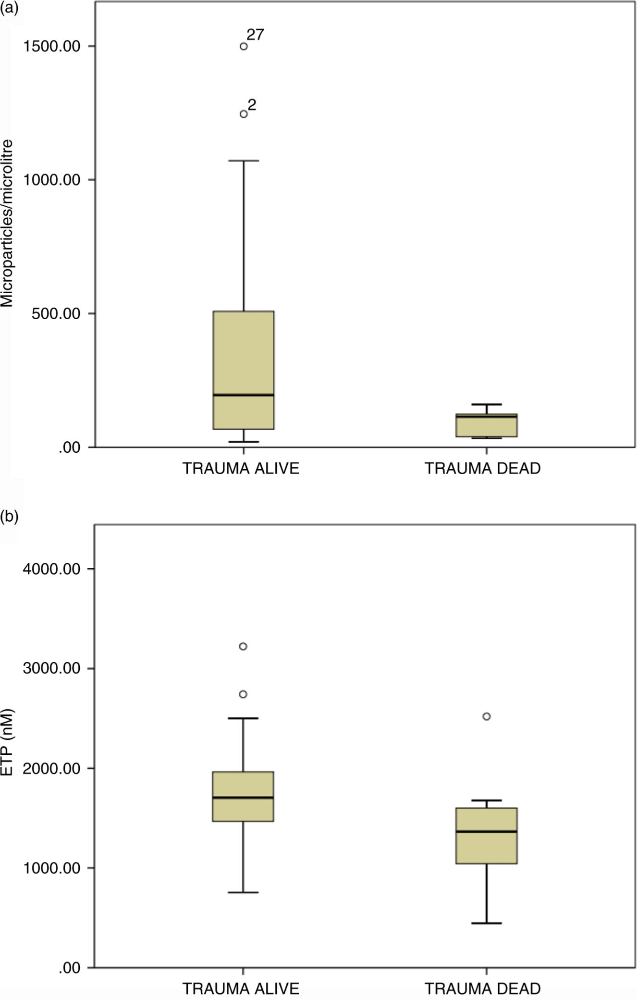 (a)
27
1500.00
2
1000.00
Microparticles/microlitre
500.00
.00
TRAUMA ALIVE
TRAUMA DEAD
(b)
4000.00
3000.00
ETP (nM)
2000.00
1000.00
.00
TRAUMA ALIVE
TRAUMA DEAD